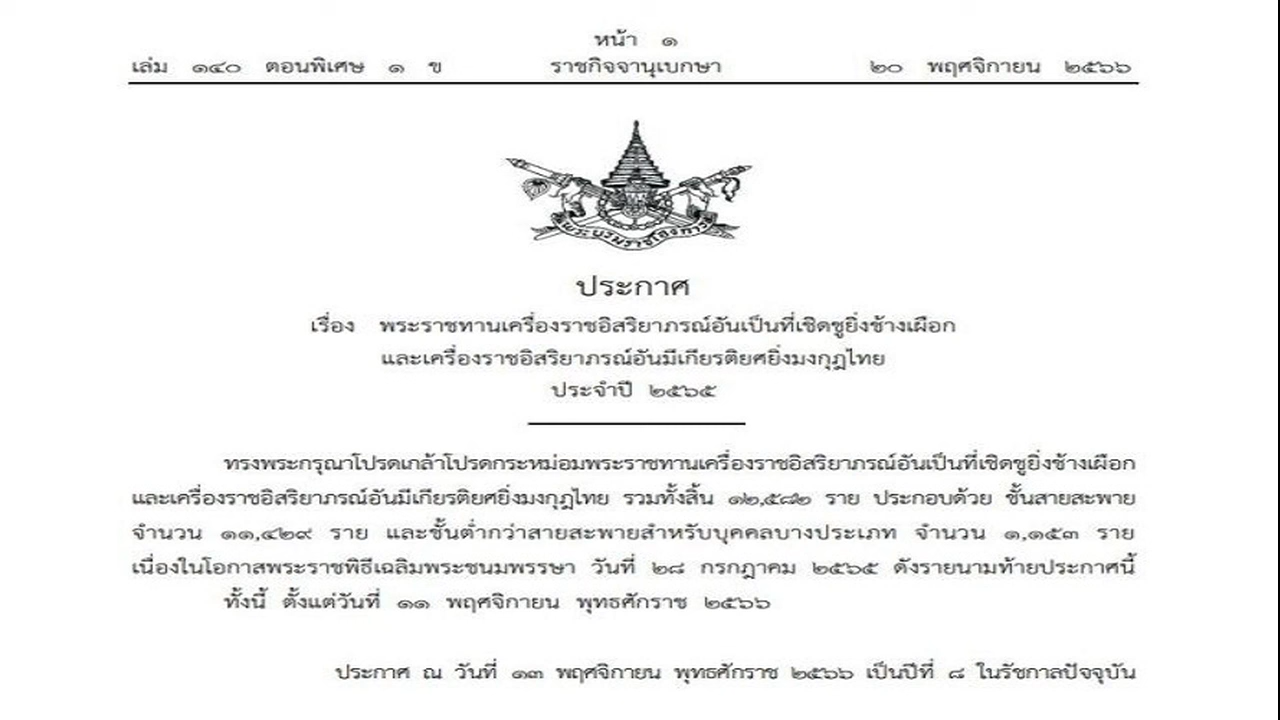 หน้า ๑
เล่ม ๑๔๐ ตอนพิเศษ ๑ ข ราชกิจจานุเบกษา ๒๐ พฤศจิกายน ๒๕๖๖
พระบรมราชโองการ
ประกาศ
เรื่อง พระราชทานเครื่องราชอิสริยาภรณ์อันเป็นที่เชิดชูยิ่งช้างเผือก
และเครื่องราชอิสริยาภรณ์อันมีเกียรติยศยิ่งมงกุฎไทย
ประจำปี ๒๕๖๕
ทรงพระกรุณาโปรดเกล้าโปรดกระหม่อมพระราชทานเครื่องราชอิสริยาภรณ์อันเป็นที่เชิดชูยิ่งช้างเผือก
และเครื่องราชอิสริยาภรณ์อันมีเกียรติยศยิ่งมงกุฎไทย รวมทั้งสิ้น ๑๒,๕๘๒ ราย ประกอบด้วย ชั้นสายสะพาย
จำนวน ๑๑,๔๒๙ ราย และชั้นต่ำกว่าสายสะพายสำหรับบุคคลบางประเภท จำนวน ๑,๑๕๓ ราย
เนื่องในโอกาสพระราชพิธีเฉลิมพระชนมพรรษา วันที่ ๒๘ กรกฎาคม ๒๕๖๕ ดังรายนามท้ายประกาศนี้
ทั้งนี้ ตั้งแต่วันที่ ๑๑ พฤศจิกายน พุทธศักราช ๒๕๖๖
ประกาศ ณ วันที่ ๑๓ พฤศจิกายน พุทธศักราช ๒๕๖๖ เป็นปีที่ ๘ ในรัชกาลปัจจุบัน